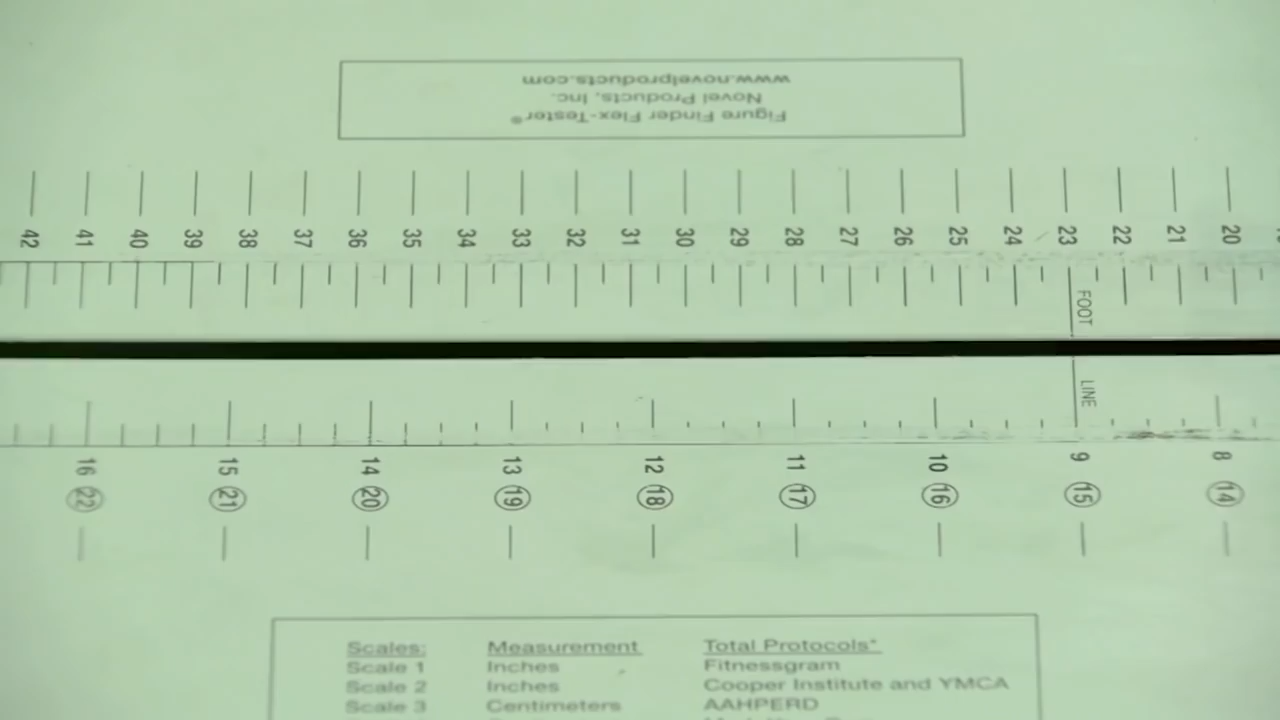 www.novelproducts.com
Novel Products, Inc.
Figure Finder Flex-Tester®
42 41 40 39 38 37 36 35 34 33 32 31 30 29 28 27 26 25 24 23 22 21 20
FOOT
LINE
16 15 14 13 12 11 10 9 8
22 21 20 19 18 17 16 15 14
Scales: Measurement Total Protocols*
Scale 1 Inches Fitnessgram
Scale 2 Inches Cooper Institute and YMCA
Scale 3 Centimeters AAHPERD